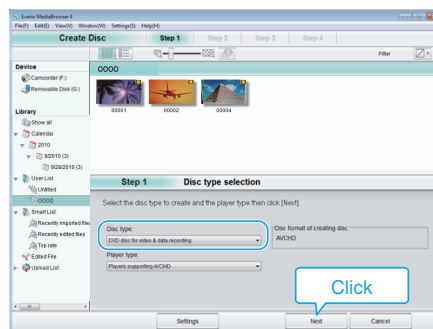 Everio MediaBrowser 4
File(F) Edit(E) View(V) Window(W) Settings(S) Help(H)
Create Disc Step 1 Step 2 Step 3 Step 4
Filter
Device
Camcorder (F:)
Removable Disk (G:)
Library
Show all
Calendar
2010
9/2010 (3)
9/28/2010 (3)
User List
Untitled
0000
Smart List
Recently imported file
Recently edited files
Top rate
Edited File
Upload List
0000
00001 00002 00004
Step 1 Disc type selection
Select the disc type to create and the player type then click [Next].
Disc type:
DVD disc for video & data recording
Disc format of creating disc
AVCHD
Player type:
Players supporting AVCHD
Click
Settings Next Cancel